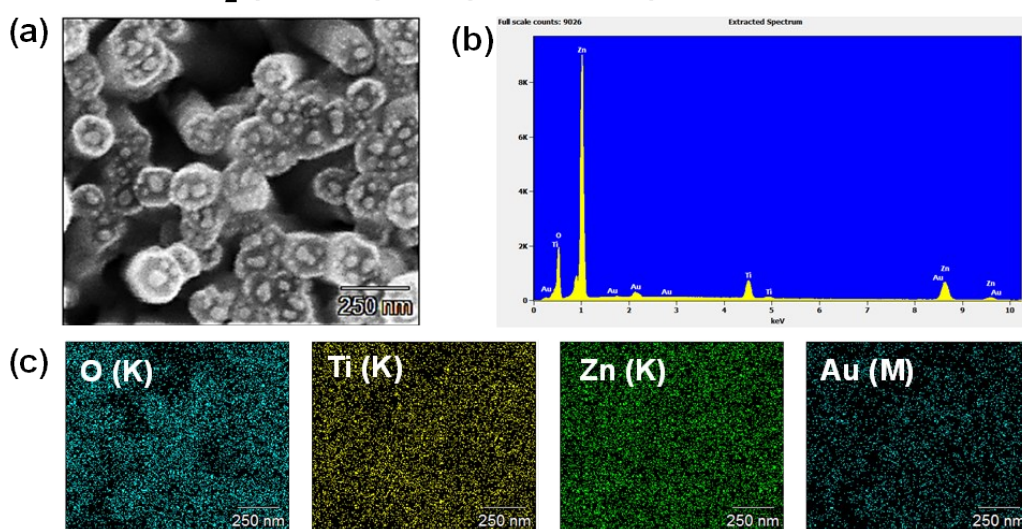 (a)
250 nm
(b)
Full scale counts: 9026
Extracted Spectrum
8K
6K
4K
2K
0
Zn
O
Ti
Au
Au
Au
Au
Ti
Ti
Zn
Au
Zn
Au
0 1 2 3 4 5 6 7 8 9 10
keV
(c)
O (K)
250 nm
Ti (K)
250 nm
Zn (K)
250 nm
Au (M)
250 nm